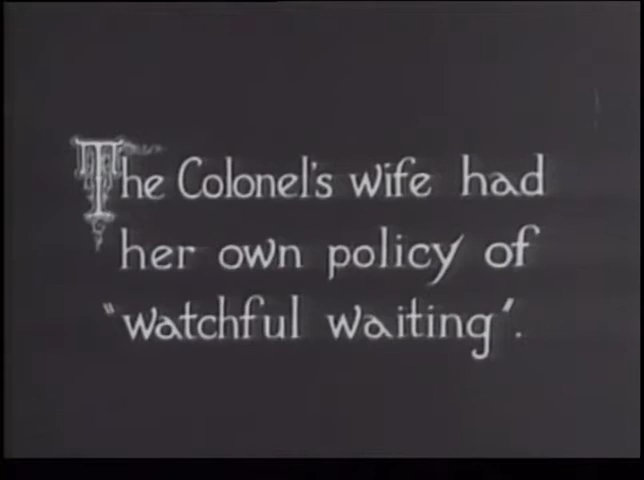 The Colonel's wife had
her own policy of
"watchful waiting".